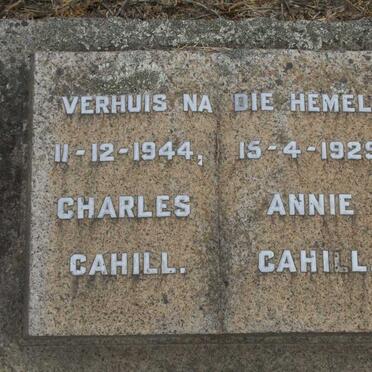 VERHUIS NA DIE HEMEL
11-12-1944, 15-4-1929
CHARLES ANNIE
CAHILL. CAHILL.